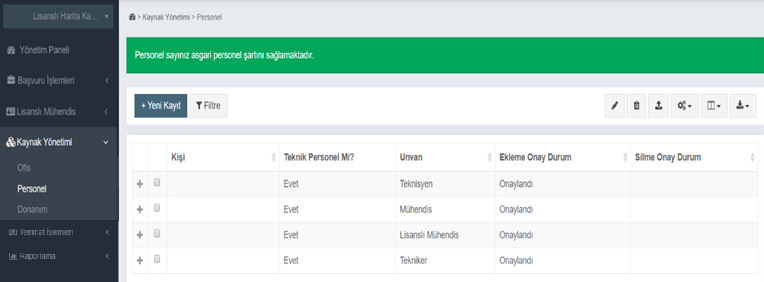 Lisanslı Harita Ka...
Yönetim Paneli
Başvuru İşlemleri
Lisanslı Mühendis
Kaynak Yönetimi
Ofis
Personel
Donanım
Teminat İşlemleri
Raporlama
> Kaynak Yönetimi > Personel
Personel sayınız asgari personel şartını sağlamaktadır.
+ Yeni Kayıt Filtre
Kişi Teknik Personel Mi? Unvan Ekleme Onay Durum Silme Onay Durum
Evet Teknisyen Onaylandı
Evet Mühendis Onaylandı
Evet Lisanslı Mühendis Onaylandı
Evet Tekniker Onaylandı